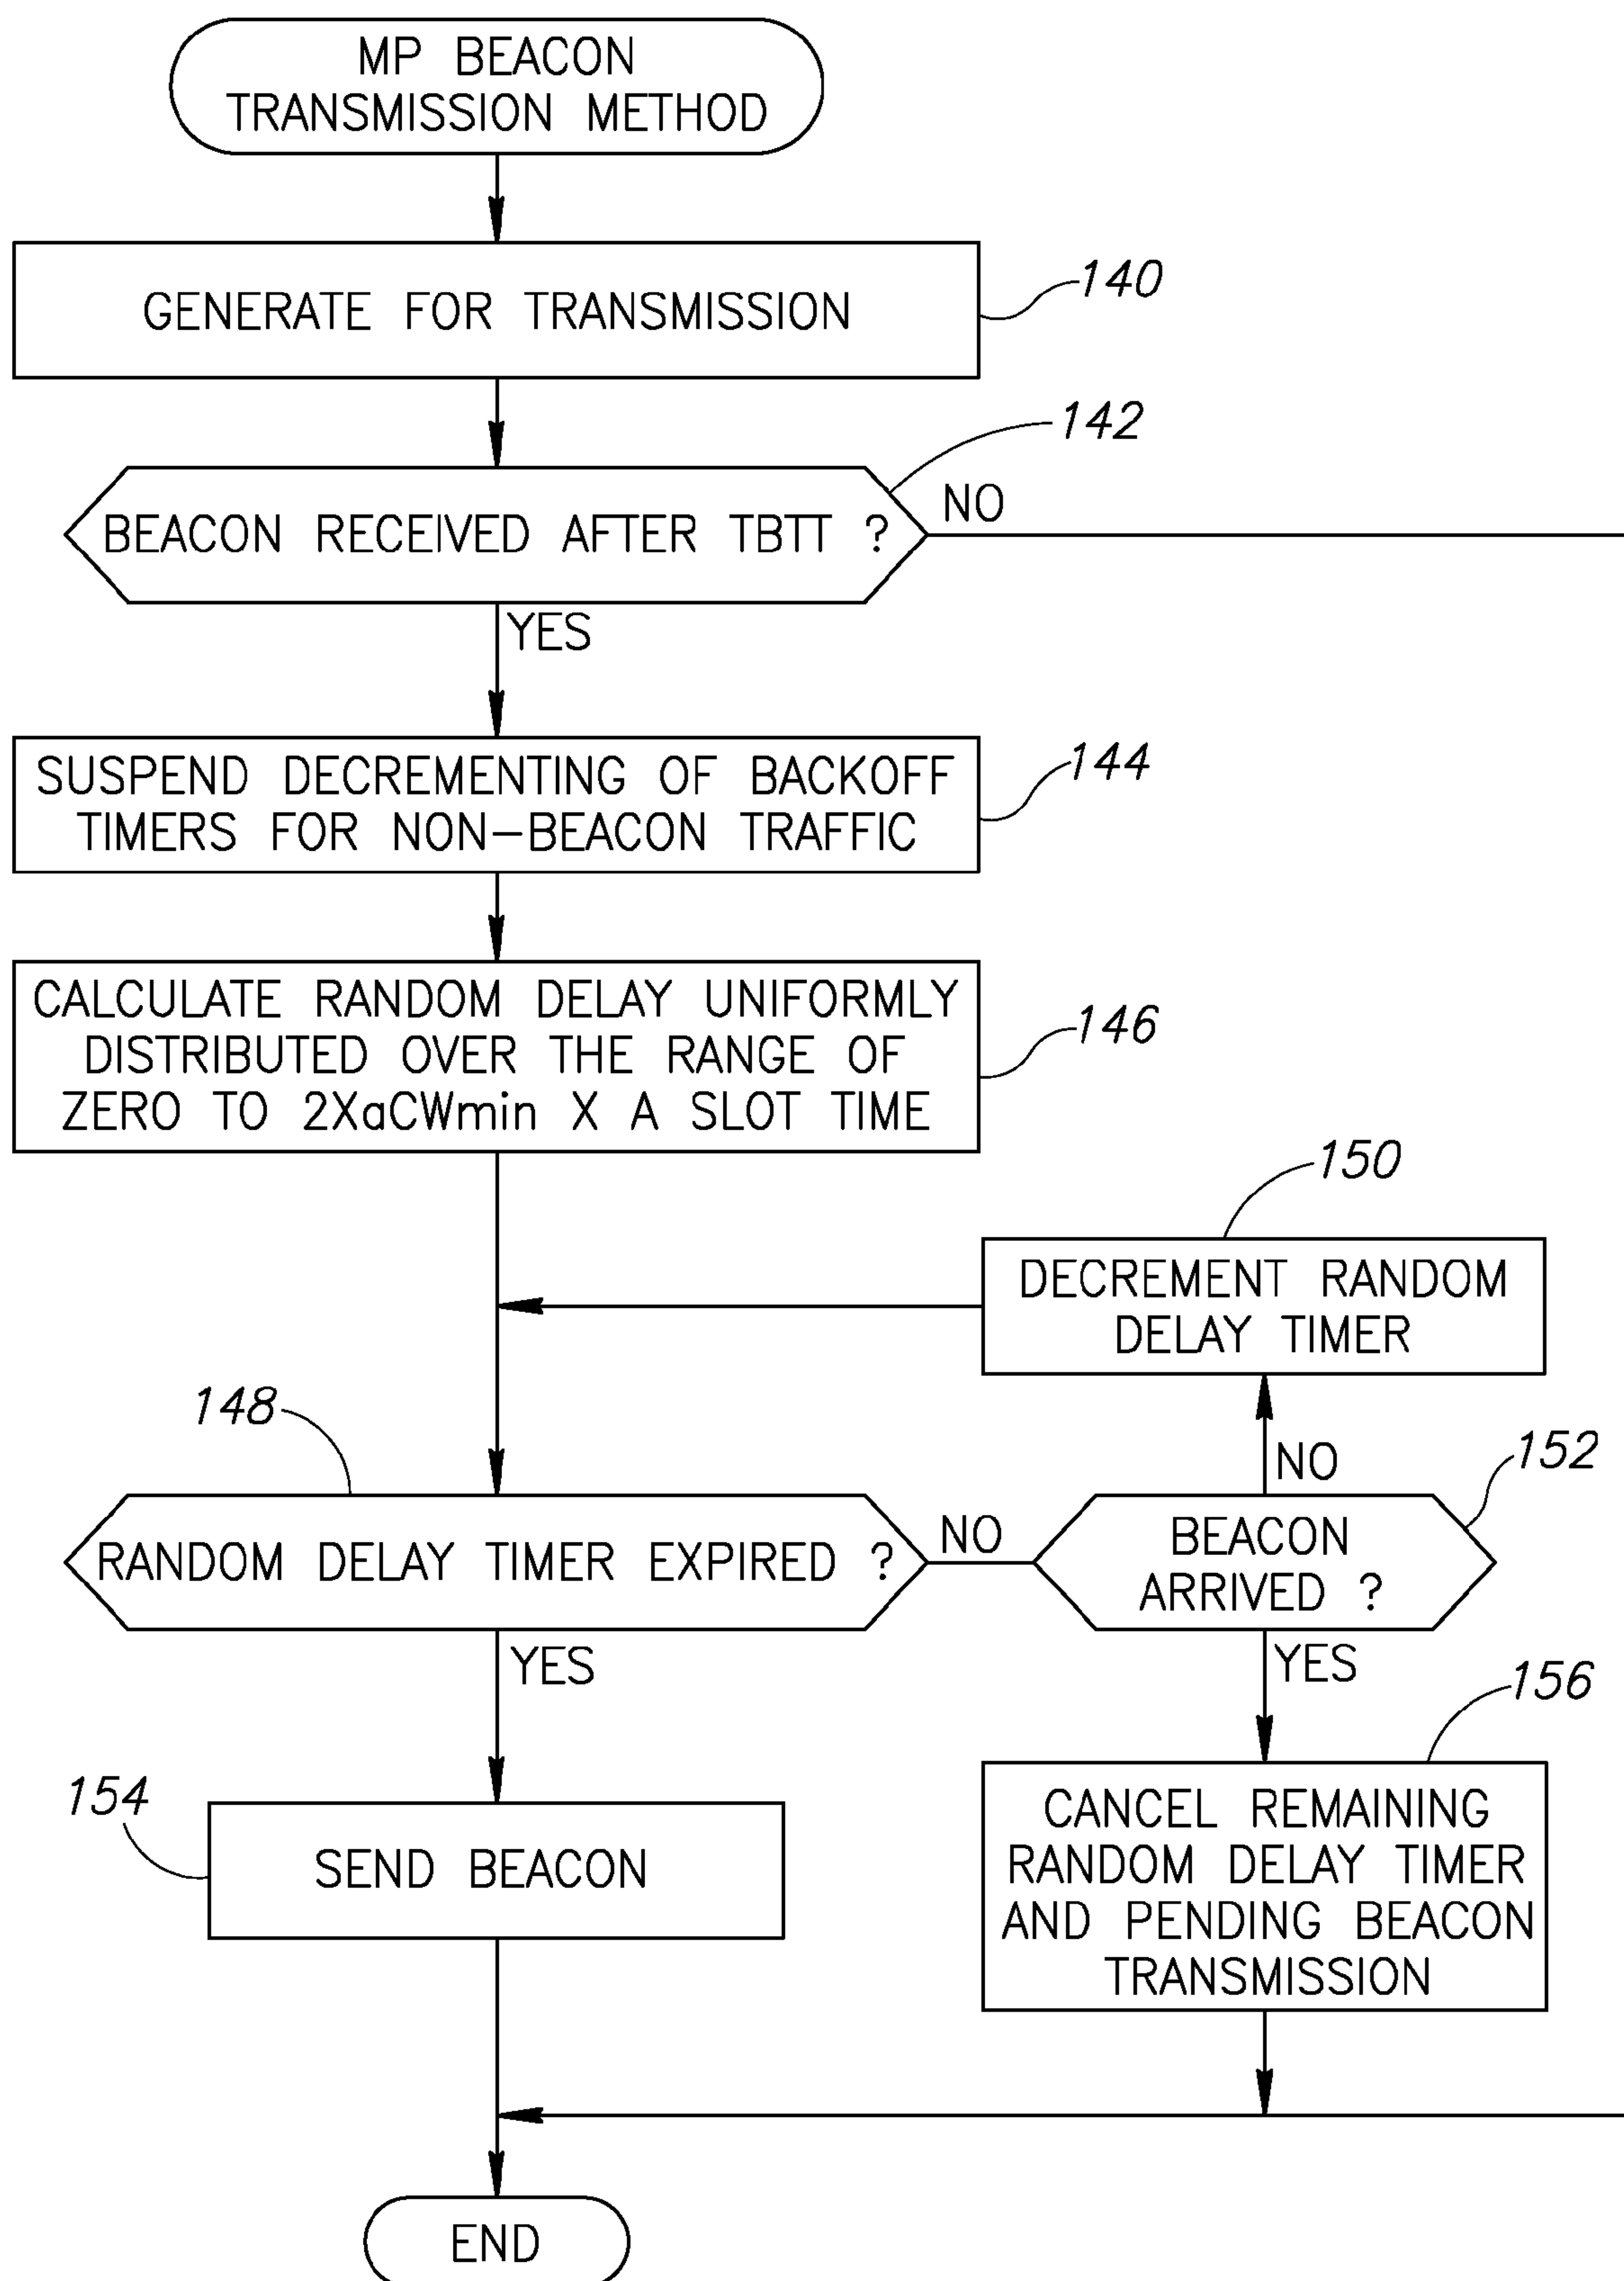 MP BEACON
TRANSMISSION METHOD
GENERATE FOR TRANSMISSION
140
142
BEACON RECEIVED AFTER TBTT ?
NO
YES
SUSPEND DECREMENTING OF BACKOFF
TIMERS FOR NON-BEACON TRAFFIC
144
CALCULATE RANDOM DELAY UNIFORMLY
DISTRIBUTED OVER THE RANGE OF
ZERO TO 2XaCWmin X A SLOT TIME
146
150
DECREMENT RANDOM
DELAY TIMER
148
NO
152
RANDOM DELAY TIMER EXPIRED ?
NO
BEACON
ARRIVED ?
YES
YES
156
154
SEND BEACON
CANCEL REMAINING
RANDOM DELAY TIMER
AND PENDING BEACON
TRANSMISSION
END